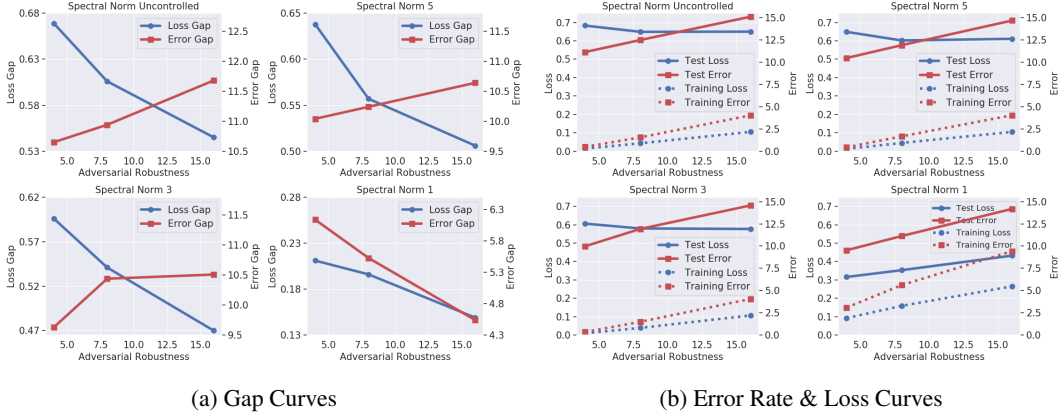 Spectral Norm Uncontrolled
0.68
0.63
0.58
0.53
Loss Gap
12.5
12.0
11.5
11.0
10.5
Error Gap
Loss Gap
Error Gap
5.0 7.5 10.0 12.5 15.0
Adversarial Robustness
Spectral Norm 5
0.65
0.60
0.55
0.50
Loss Gap
11.5
11.0
10.5
10.0
9.5
Error Gap
Loss Gap
Error Gap
5.0 7.5 10.0 12.5 15.0
Adversarial Robustness
Spectral Norm 3
0.62
0.57
0.52
0.47
Loss Gap
11.5
11.0
10.5
10.0
9.5
Error Gap
Loss Gap
Error Gap
5.0 7.5 10.0 12.5 15.0
Adversarial Robustness
Spectral Norm 1
0.28
0.23
0.18
0.13
Loss Gap
6.3
5.8
5.3
4.8
4.3
Error Gap
Loss Gap
Error Gap
5.0 7.5 10.0 12.5 15.0
Adversarial Robustness
(a) Gap Curves
Spectral Norm Uncontrolled
0.7
0.6
0.5
0.4
0.3
0.2
0.1
0.0
Loss
15.0
12.5
10.0
7.5
5.0
2.5
0.0
Error
Test Loss
Test Error
Training Loss
Training Error
5.0 7.5 10.0 12.5 15.0
Adversarial Robustness
Spectral Norm 5
0.7
0.6
0.5
0.4
0.3
0.2
0.1
0.0
Loss
15.0
12.5
10.0
7.5
5.0
2.5
0.0
Error
Test Loss
Test Error
Training Loss
Training Error
5.0 7.5 10.0 12.5 15.0
Adversarial Robustness
Spectral Norm 3
0.7
0.6
0.5
0.4
0.3
0.2
0.1
0.0
Loss
15.0
12.5
10.0
7.5
5.0
2.5
0.0
Error
Test Loss
Test Error
Training Loss
Training Error
5.0 7.5 10.0 12.5 15.0
Adversarial Robustness
Spectral Norm 1
0.7
0.6
0.5
0.4
0.3
0.2
0.1
0.0
Loss
15.0
12.5
10.0
7.5
5.0
2.5
0.0
Error
Test Loss
Test Error
Training Loss
Training Error
5.0 7.5 10.0 12.5 15.0
Adversarial Robustness
(b) Error Rate & Loss Curves